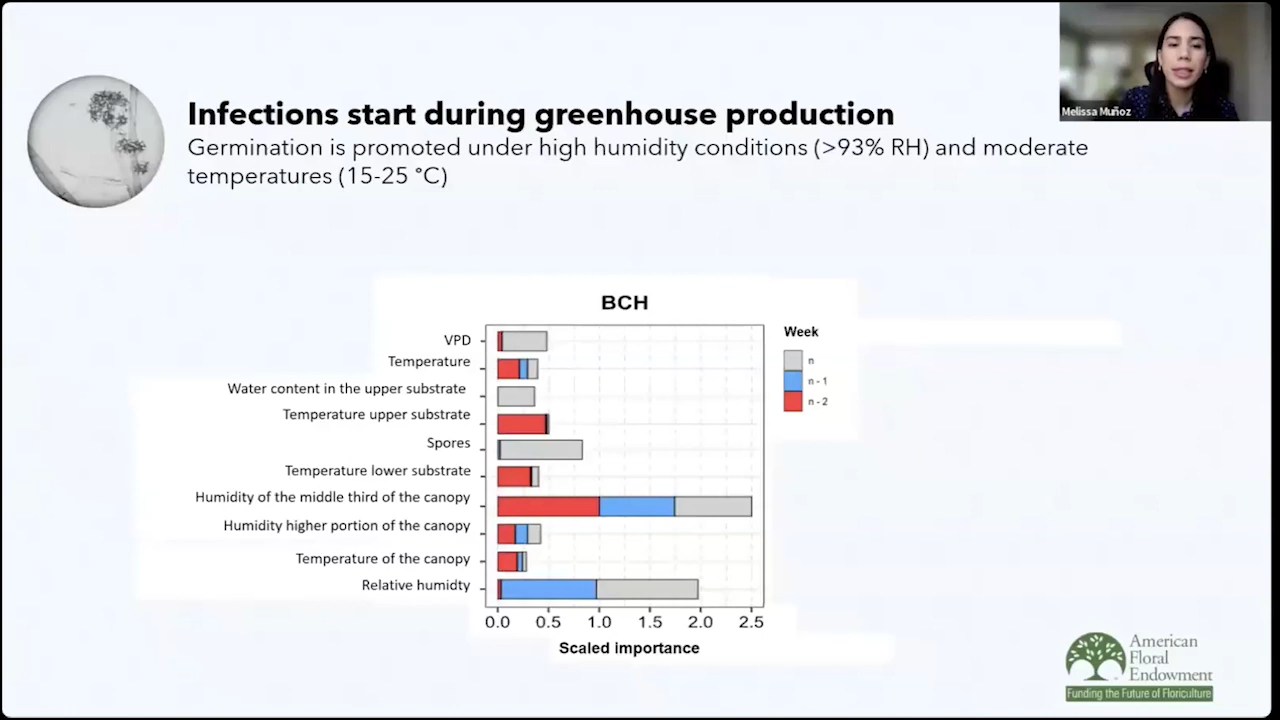 Melissa Muñoz
Infections start during greenhouse production
Germination is promoted under high humidity conditions (>93% RH) and moderate
temperatures (15-25 °C)
BCH
VPD
Temperature
Water content in the upper substrate
Temperature upper substrate
Spores
Temperature lower substrate
Humidity of the middle third of the canopy
Humidity higher portion of the canopy
Temperature of the canopy
Relative humidty
0.0 0.5 1.0 1.5 2.0 2.5
Scaled importance
Week
n
n - 1
n - 2
American
Floral
Endowment
Funding the Future of Floriculture